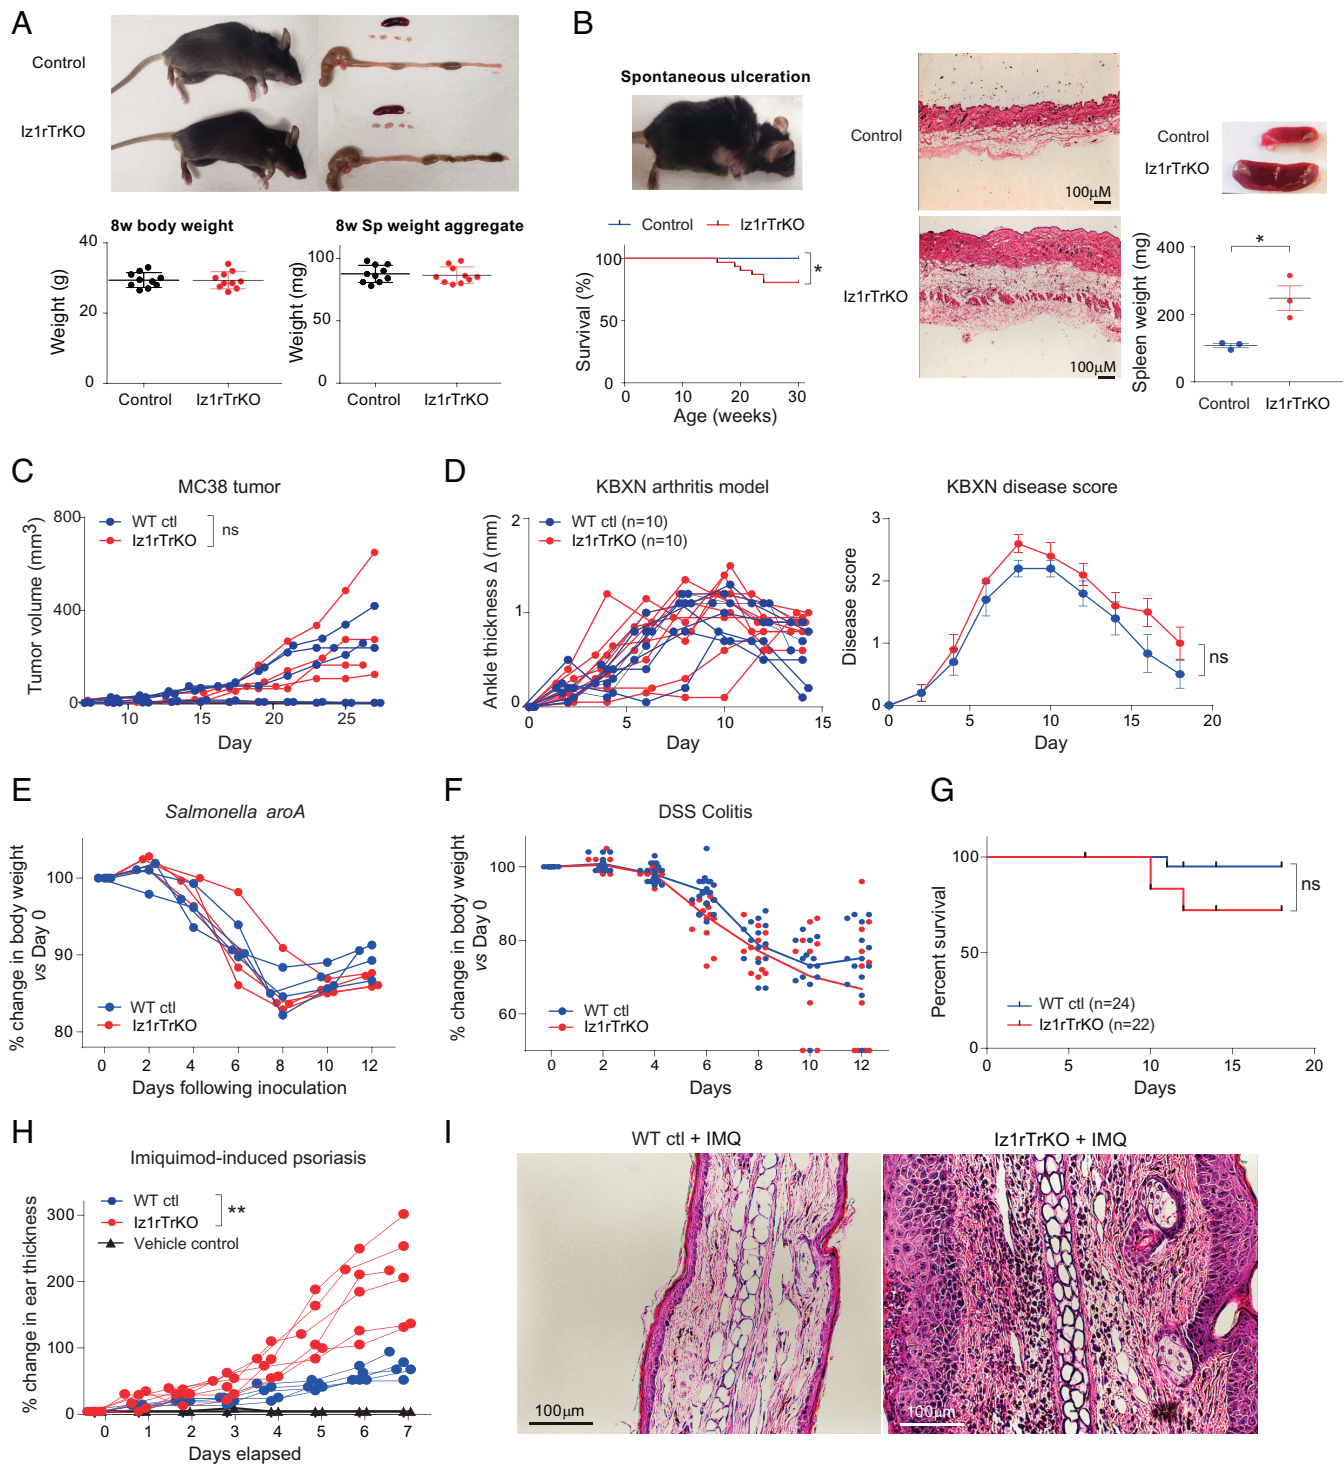 A
Control
Iz1rTrKO
8w body weight
Weight (g)
40
20
0
Control
Iz1rTrKO
8w Sp weight aggregate
Weight (mg)
100
50
0
Control
Iz1rTrKO
B
Spontaneous ulceration
Control
Iz1rTrKO
Survival (%)
100
50
0
0
10
20
30
Age (weeks)
*
Control
100µM
Iz1rTrKO
100µM
Control
Iz1rTrKO
Spleen weight (mg)
400
200
0
*
Control
Iz1rTrKO
C
MC38 tumor
Tumor volume (mm3)
800
400
0
WT ctl
Iz1rTrKO
ns
10
15
20
25
Day
D
KBXN arthritis model
Ankle thickness Δ (mm)
2
1
0
WT ctl (n=10)
Iz1rTrKO (n=10)
0
5
10
15
Day
KBXN disease score
Disease score
3
2
1
0
ns
0
5
10
15
20
Day
E
Salmonella aroA
% change in body weight
vs Day 0
100
90
80
WT ctl
Iz1rTrKO
0
2
4
6
8
10
12
Days following inoculation
F
DSS Colitis
% change in body weight
vs Day 0
100
80
60
WT ctl
Iz1rTrKO
0
2
4
6
8
10
12
Days
G
Percent survival
100
50
0
ns
WT ctl (n=24)
Iz1rTrKO (n=22)
0
5
10
15
20
Days
H
Imiquimod-induced psoriasis
% change in ear thickness
300
200
100
0
WT ctl
Iz1rTrKO
Vehicle control
**
0
1
2
3
4
5
6
7
Days elapsed
I
WT ctl + IMQ
100µm
Iz1rTrKO + IMQ
100µm